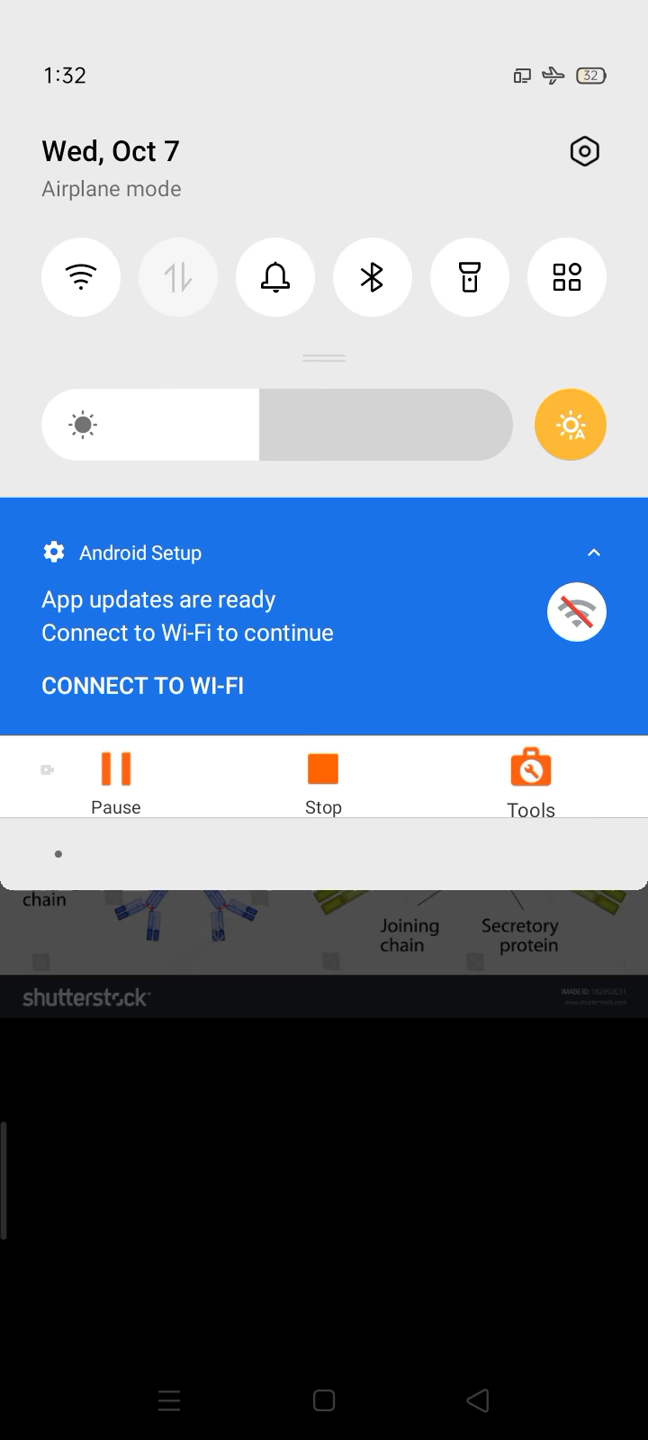 1:32
32
Wed, Oct 7
Airplane mode
A
Android Setup
App updates are ready
Connect to Wi-Fi to continue
CONNECT TO WI-FI
Pause
Stop
Tools
chain
Joining
chain
Secretory
protein
shutterstock